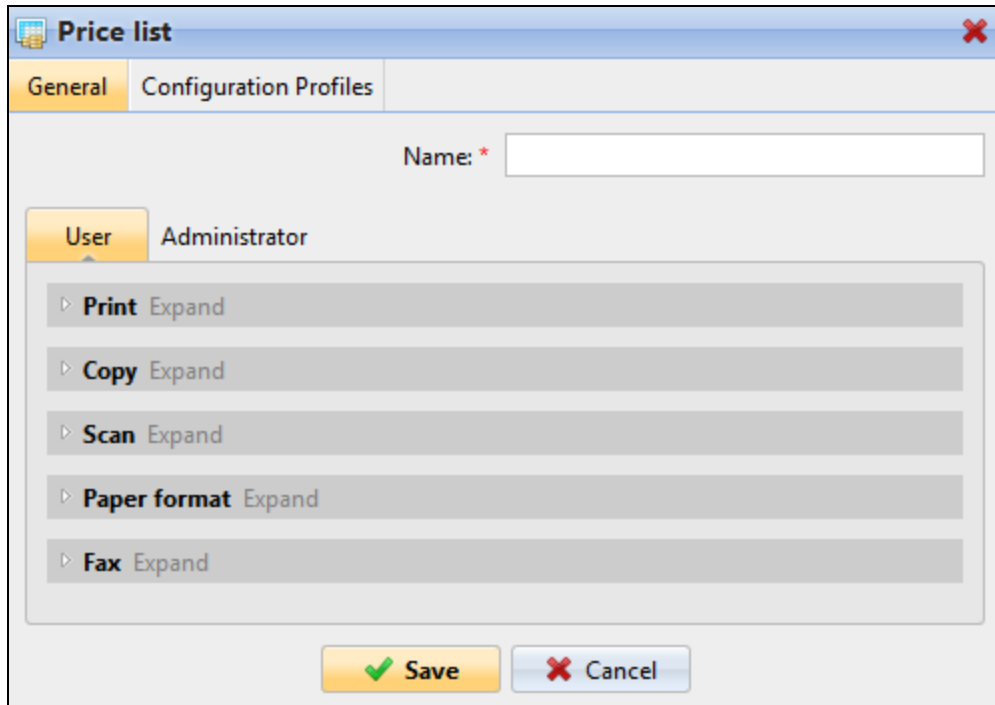 Price list
General Configuration Profiles
Name: *
User Administrator
Print Expand
Copy Expand
Scan Expand
Paper format Expand
Fax Expand
Save Cancel